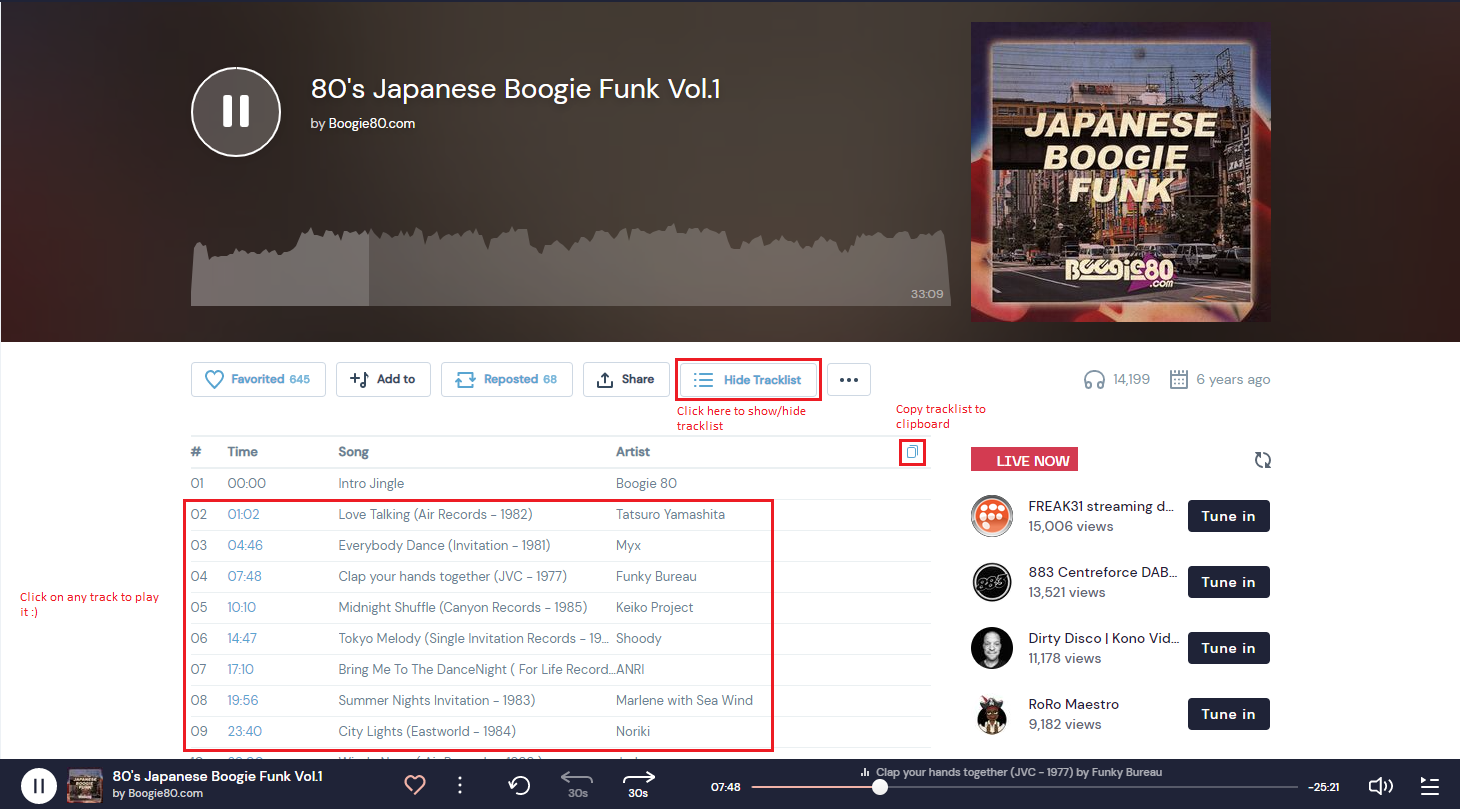 80's Japanese Boogie Funk Vol.1
by Boogie80.com
33:09
JAPANESE
BOOGIE
FUNK
BOOGIE80
.COM
Favorited 645
Add to
Reposted 68
Share
Hide Tracklist
14,199
6 years ago
Click here to show/hide
tracklist
Copy tracklist to
clipboard
# Time Song Artist
01 00:00 Intro Jingle Boogie 80
02 01:02 Love Talking (Air Records - 1982) Tatsuro Yamashita
03 04:46 Everybody Dance (Invitation - 1981) Myx
04 07:48 Clap your hands together (JVC - 1977) Funky Bureau
05 10:10 Midnight Shuffle (Canyon Records - 1985) Keiko Project
06 14:47 Tokyo Melody (Single Invitation Records - 19... Shoody
07 17:10 Bring Me To The DanceNight ( For Life Record... ANRI
08 19:56 Summer Nights Invitation - 1983) Marlene with Sea Wind
09 23:40 City Lights (Eastworld - 1984) Noriki
Click on any track to play
it :)
LIVE NOW
FREAK31 streaming d...
15,006 views
Tune in
883
883 Centreforce DAB...
13,521 views
Tune in
Dirty Disco | Kono Vid...
11,178 views
Tune in
RoRo Maestro
9,182 views
Tune in
80's Japanese Boogie Funk Vol.1
by Boogie80.com
30s
30s
07:48
Clap your hands together (JVC - 1977) by Funky Bureau
-25:21